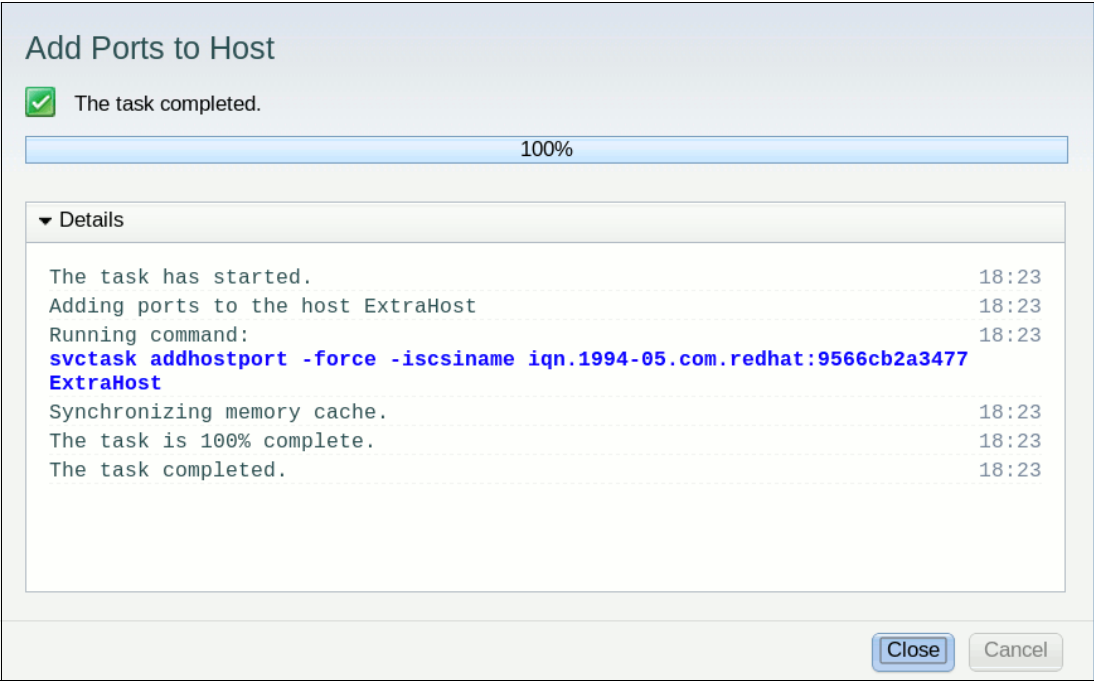 Add Ports to Host
The task completed.
100%
Details
The task has started. 18:23
Adding ports to the host ExtraHost 18:23
Running command: 18:23
svctask addhostport -force -iscsiname iqn.1994-05.com.redhat:9566cb2a3477
ExtraHost
Synchronizing memory cache. 18:23
The task is 100% complete. 18:23
The task completed. 18:23
Close Cancel